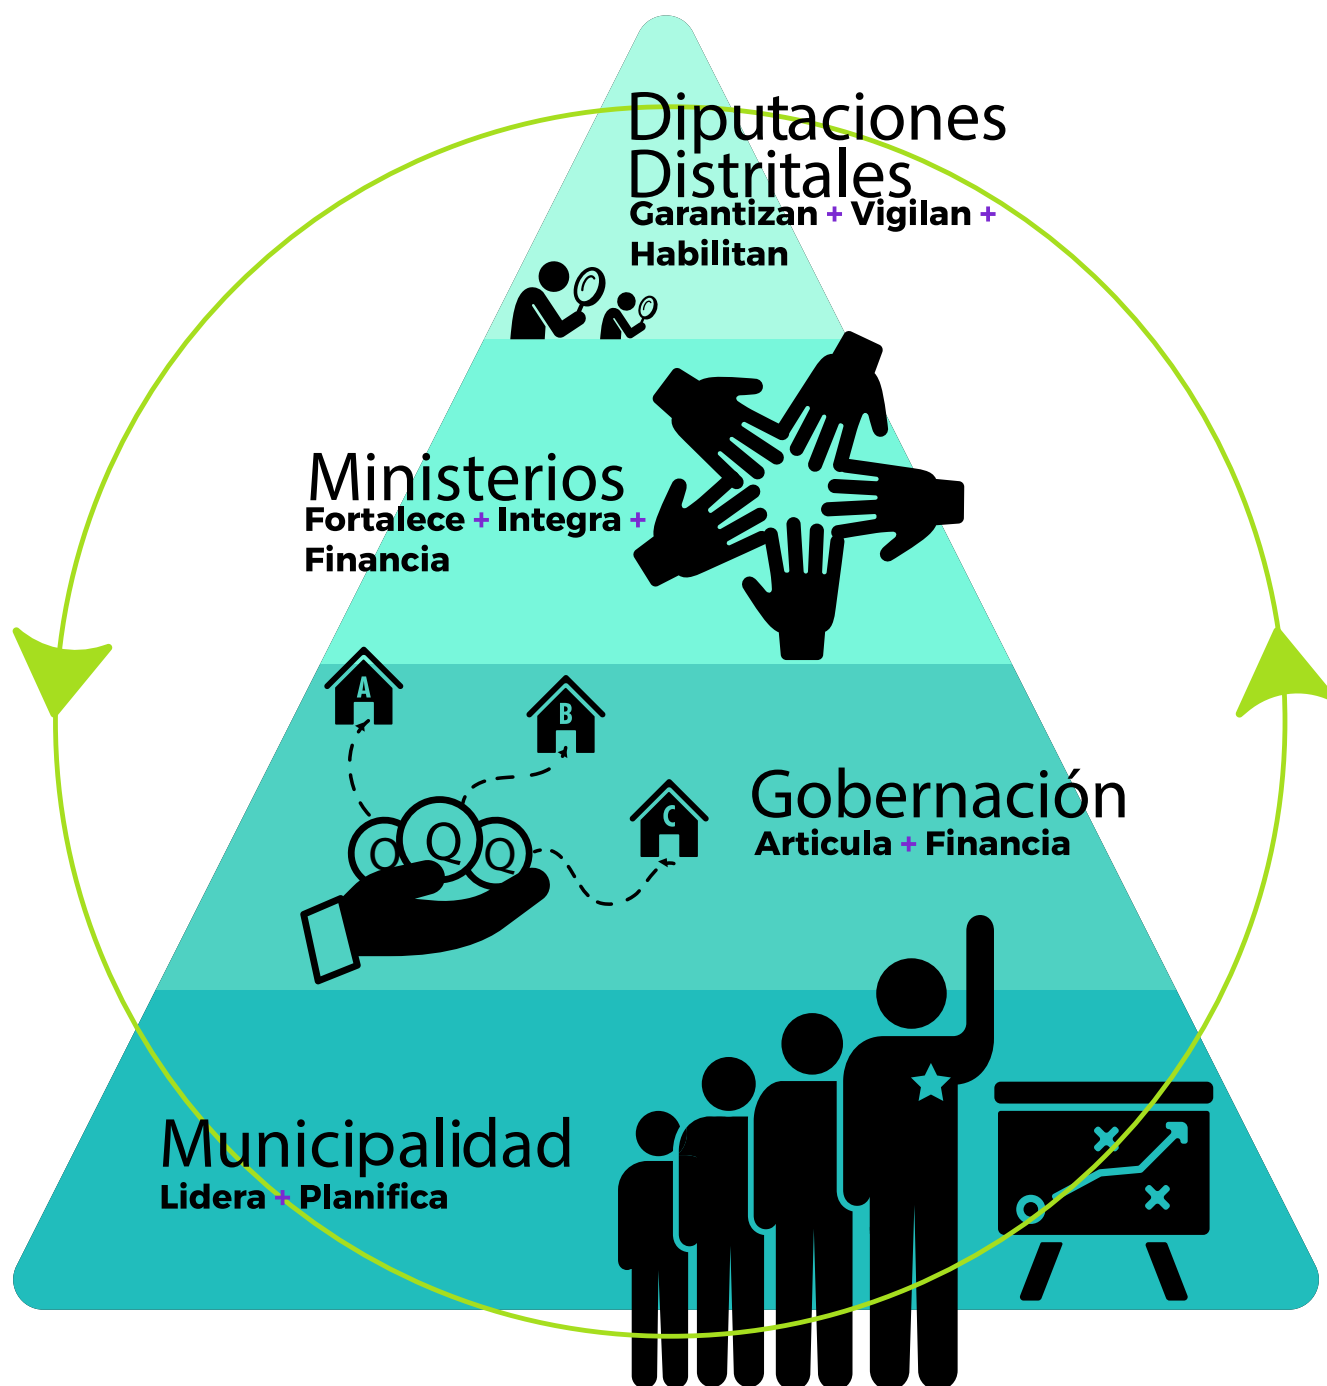 Diputaciones
Distritales
Garantizan + Vigilan +
Habilitan
Ministerios
Fortalece + Integra +
Financia
A
B
C
Q Q Q
Gobernación
Articula + Financia
Municipalidad
Lidera + Planifica